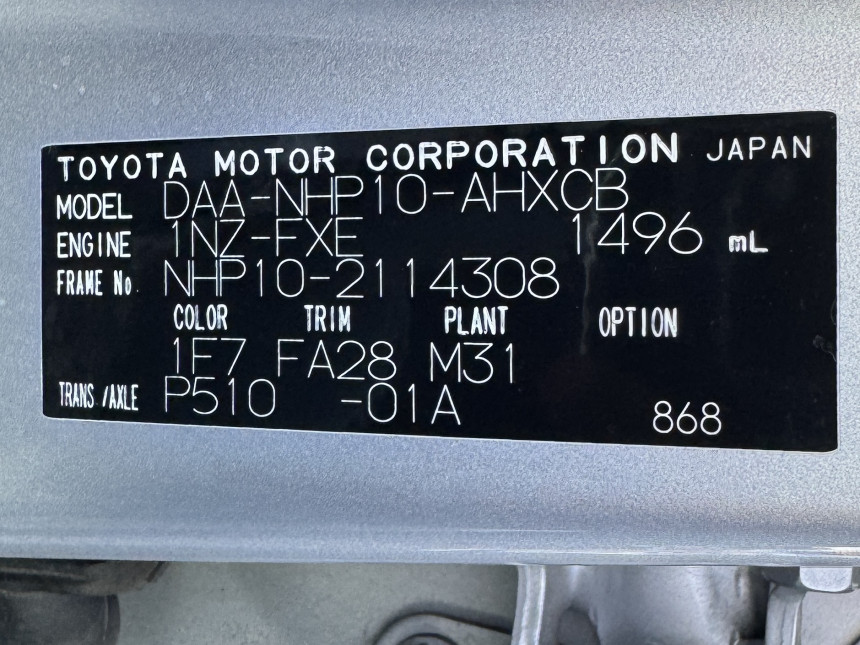 TOYOTA MOTOR CORPORATION JAPAN
MODEL DAA-NHP10-AHXCB
ENGINE 1NZ-FXE 1496 mL
FRAME No. NHP10-2114308
COLOR TRIM PLANT OPTION
1F7 FA28 M31
TRANS/AXLE P510 -01A 868